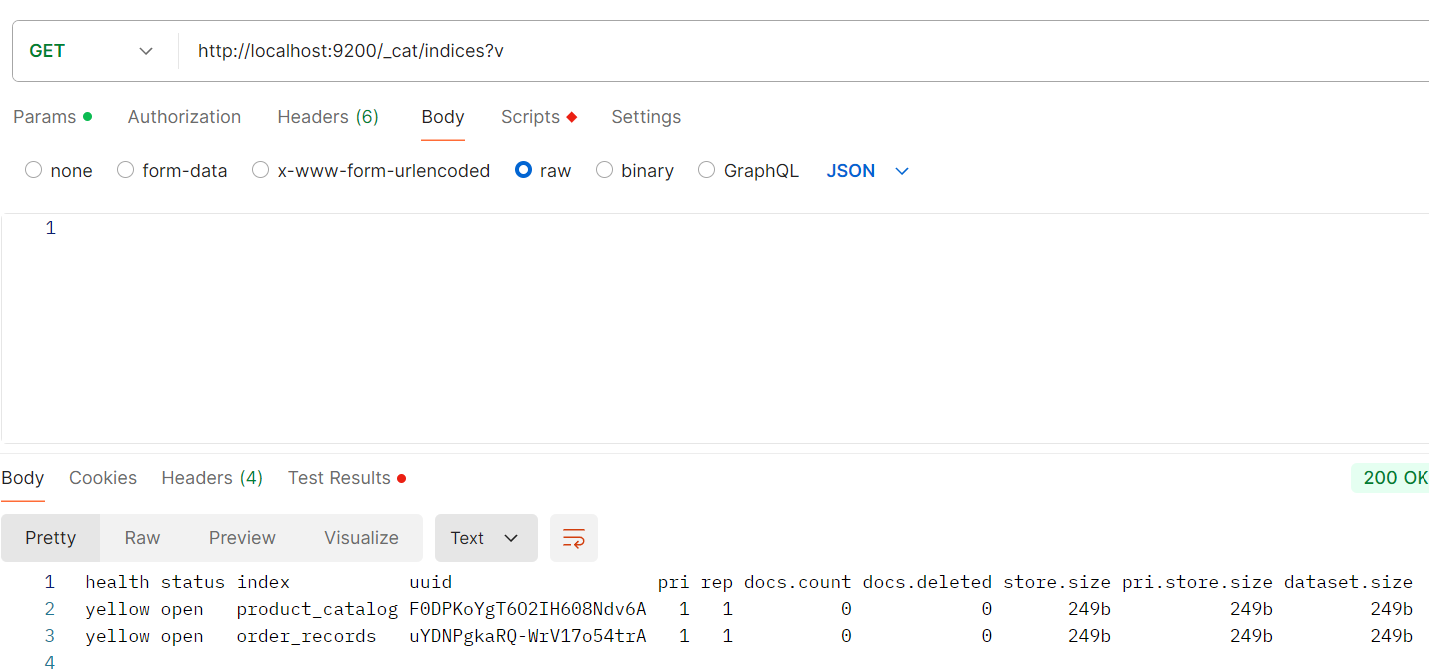 GET http://localhost:9200/_cat/indices?v
Params Authorization Headers (6) Body Scripts Settings
none form-data x-www-form-urlencoded raw binary GraphQL JSON
1
Body Cookies Headers (4) Test Results 200 OK
Pretty Raw Preview Visualize Text
1 health status index uuid pri rep docs.count docs.deleted store.size pri.store.size dataset.size
2 yellow open product_catalog F0DPKoYgT6O2IH608Ndv6A 1 1 0 0 249b 249b 249b
3 yellow open order_records uYDNPgkaRQ-WrV17o54trA 1 1 0 0 249b 249b 249b
4